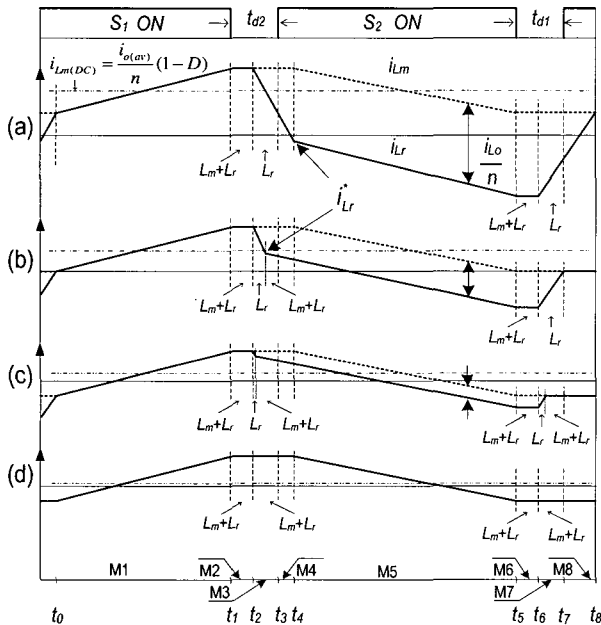 S1 ON td2 S2 ON td1
iLm(DC) = io(av)/n (1−D)
iLm
(a)
iLr
iLo/n
Lm+Lr Lr
Lm+Lr Lr
i*Lr
(b)
Lm+Lr Lr Lm+Lr
Lm+Lr Lr
(c)
Lm+Lr Lr Lm+Lr
Lm+Lr Lr Lm+Lr
(d)
Lm+Lr Lm+Lr
Lm+Lr Lm+Lr
M1 M2 M3 M4 M5 M6 M7 M8
t0 t1 t2 t3 t4 t5 t6 t7 t8